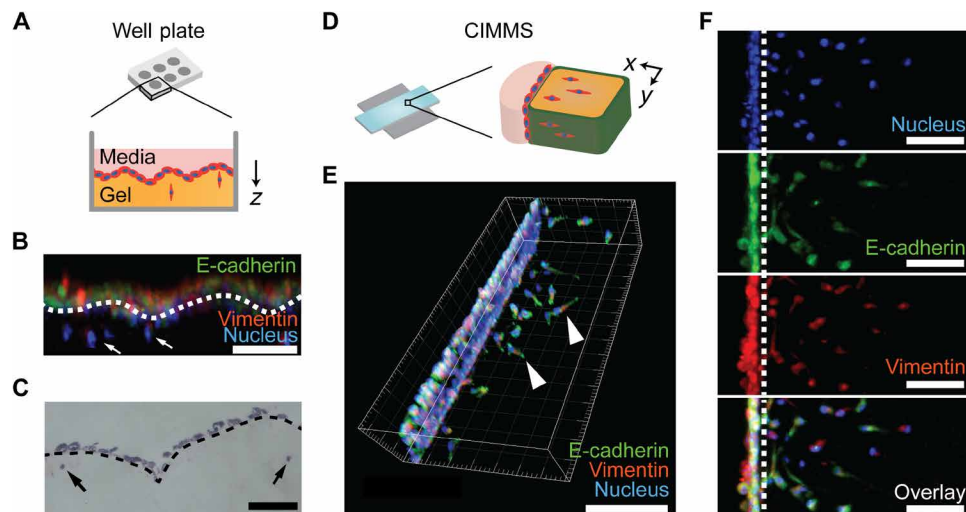 A
Well plate
Media
Gel
z
B
E-cadherin
Vimentin
Nucleus
C
D
CIMMS
x
y
E
E-cadherin
Vimentin
Nucleus
F
Nucleus
E-cadherin
Vimentin
Overlay